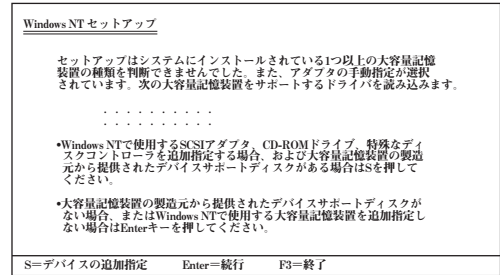 Windows NT セットアップ
セットアップはシステムにインストールされている1つ以上の大容量記憶
装置の種類を判断できませんでした。また、アダプタの手動指定が選択
されています。次の大容量記憶装置をサポートするドライバを読み込みます。
. . . . . . . . . .
. . . . . . . . . .
•Windows NTで使用するSCSIアダプタ、CD-ROMドライブ、特殊なディ
スクコントローラを追加指定する場合、および大容量記憶装置の製造
元から提供されたデバイスサポートディスクがある場合はSを押して
ください。
•大容量記憶装置の製造元から提供されたデバイスサポートディスクが
ない場合、またはWindows NTで使用する大容量記憶装置を追加指定し
ない場合はEnterキーを押してください。
S=デバイスの追加指定 Enter=続行 F3=終了